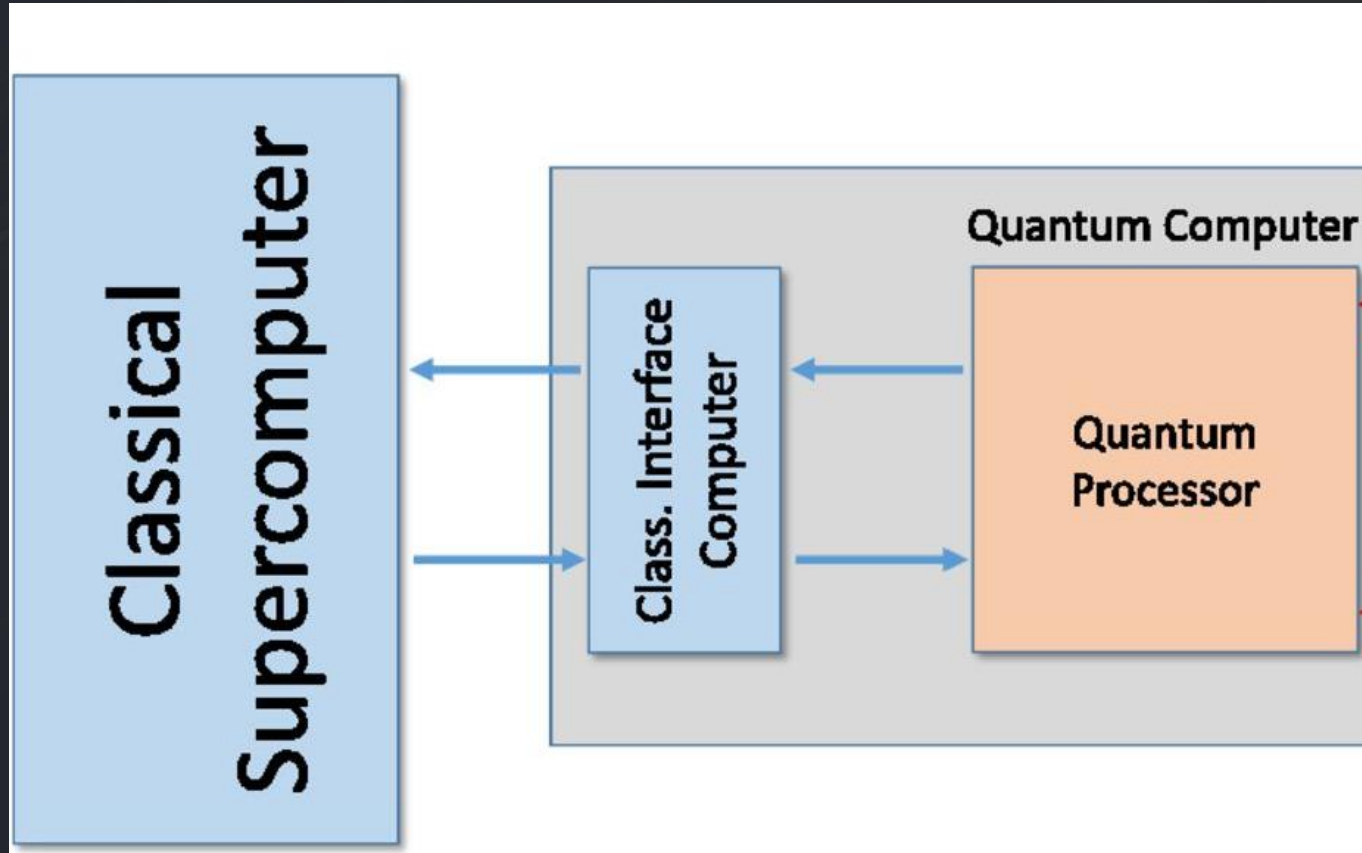 Classical
Supercomputer
Quantum Computer
Class. Interface
Computer
Quantum
Processor